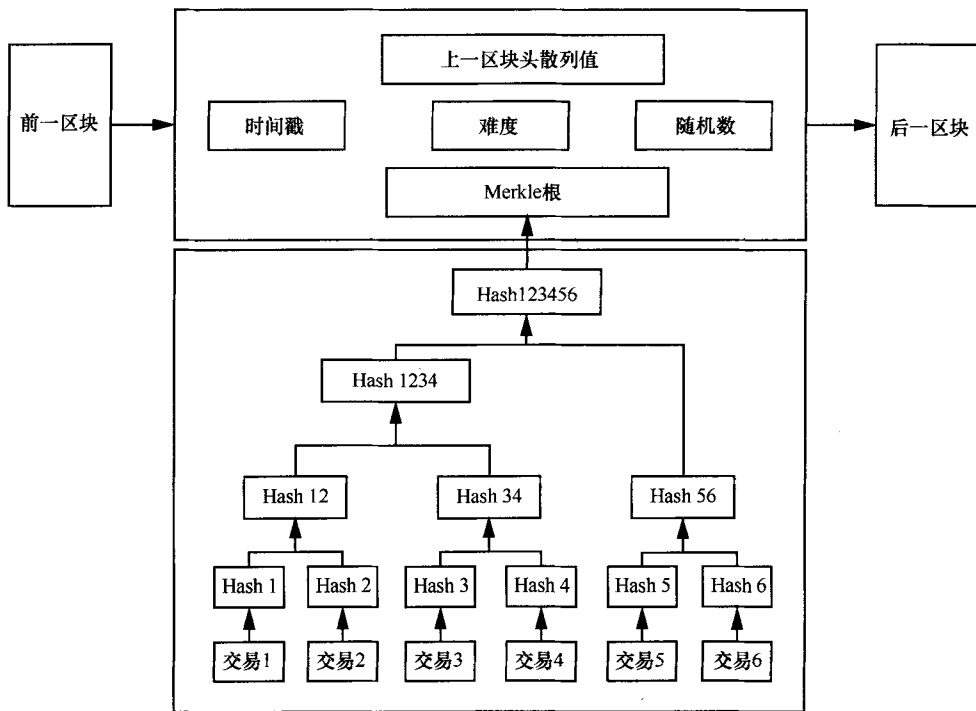 上一区块头散列值
前一区块
时间戳
难度
随机数
后一区块
Merkle根
Hash123456
Hash 1234
Hash 12
Hash 34
Hash 56
Hash 1
Hash 2
Hash 3
Hash 4
Hash 5
Hash 6
交易1
交易2
交易3
交易4
交易5
交易6